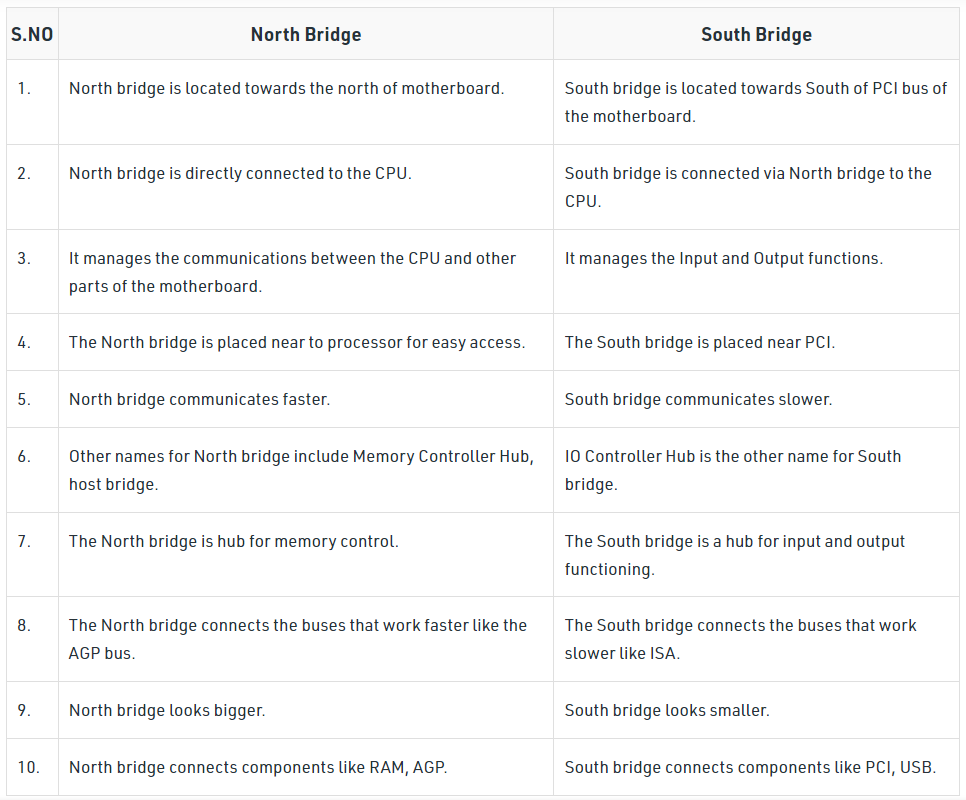 S.NO North Bridge South Bridge
1. North bridge is located towards the north of motherboard. South bridge is located towards South of PCI bus of
the motherboard.
2. North bridge is directly connected to the CPU. South bridge is connected via North bridge to the
CPU.
3. It manages the communications between the CPU and other It manages the Input and Output functions.
parts of the motherboard.
4. The North bridge is placed near to processor for easy access. The South bridge is placed near PCI.
5. North bridge communicates faster. South bridge communicates slower.
6. Other names for North bridge include Memory Controller Hub, IO Controller Hub is the other name for South
host bridge. bridge.
7. The North bridge is hub for memory control. The South bridge is a hub for input and output
functioning.
8. The North bridge connects the buses that work faster like the The South bridge connects the buses that work
AGP bus. slower like ISA.
9. North bridge looks bigger. South bridge looks smaller.
10. North bridge connects components like RAM, AGP. South bridge connects components like PCI, USB.